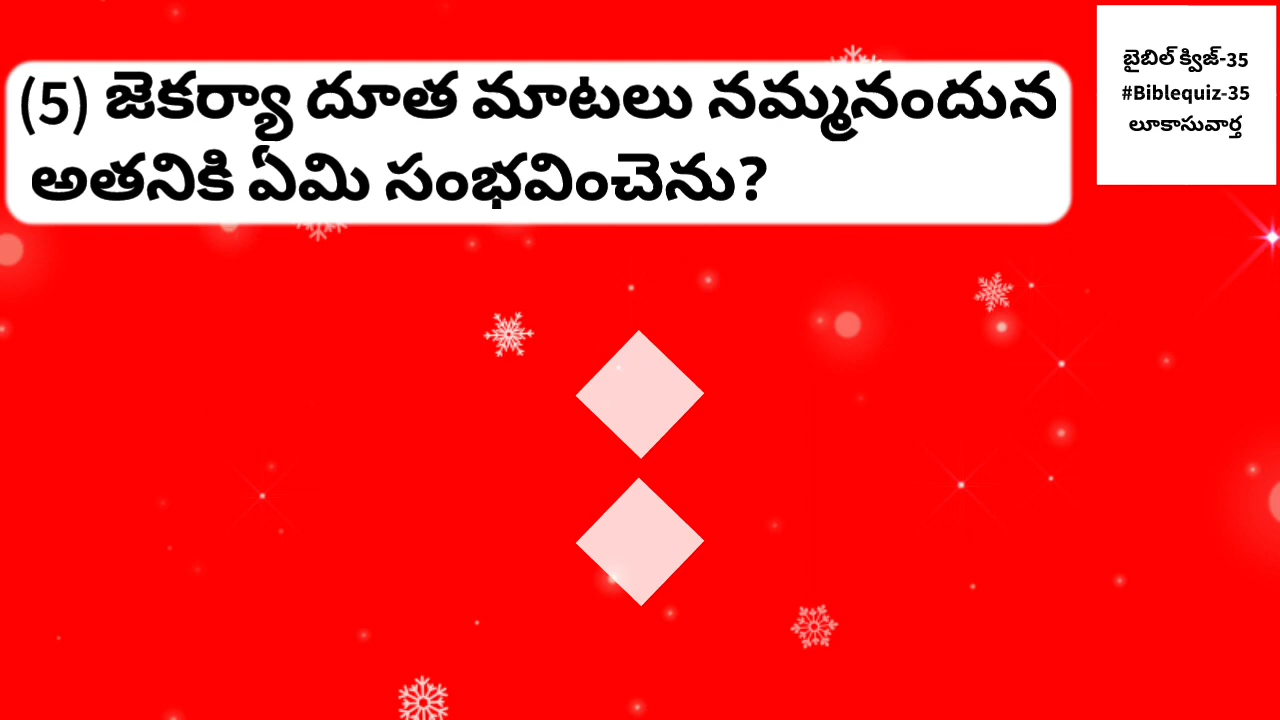 (5) జెకర్యా దూత మాటలు నమ్మనందున
అతనికి ఏమి సంభవించెను?
బైబిల్ క్విజ్-35
#Biblequiz-35
లూకాసువార్త